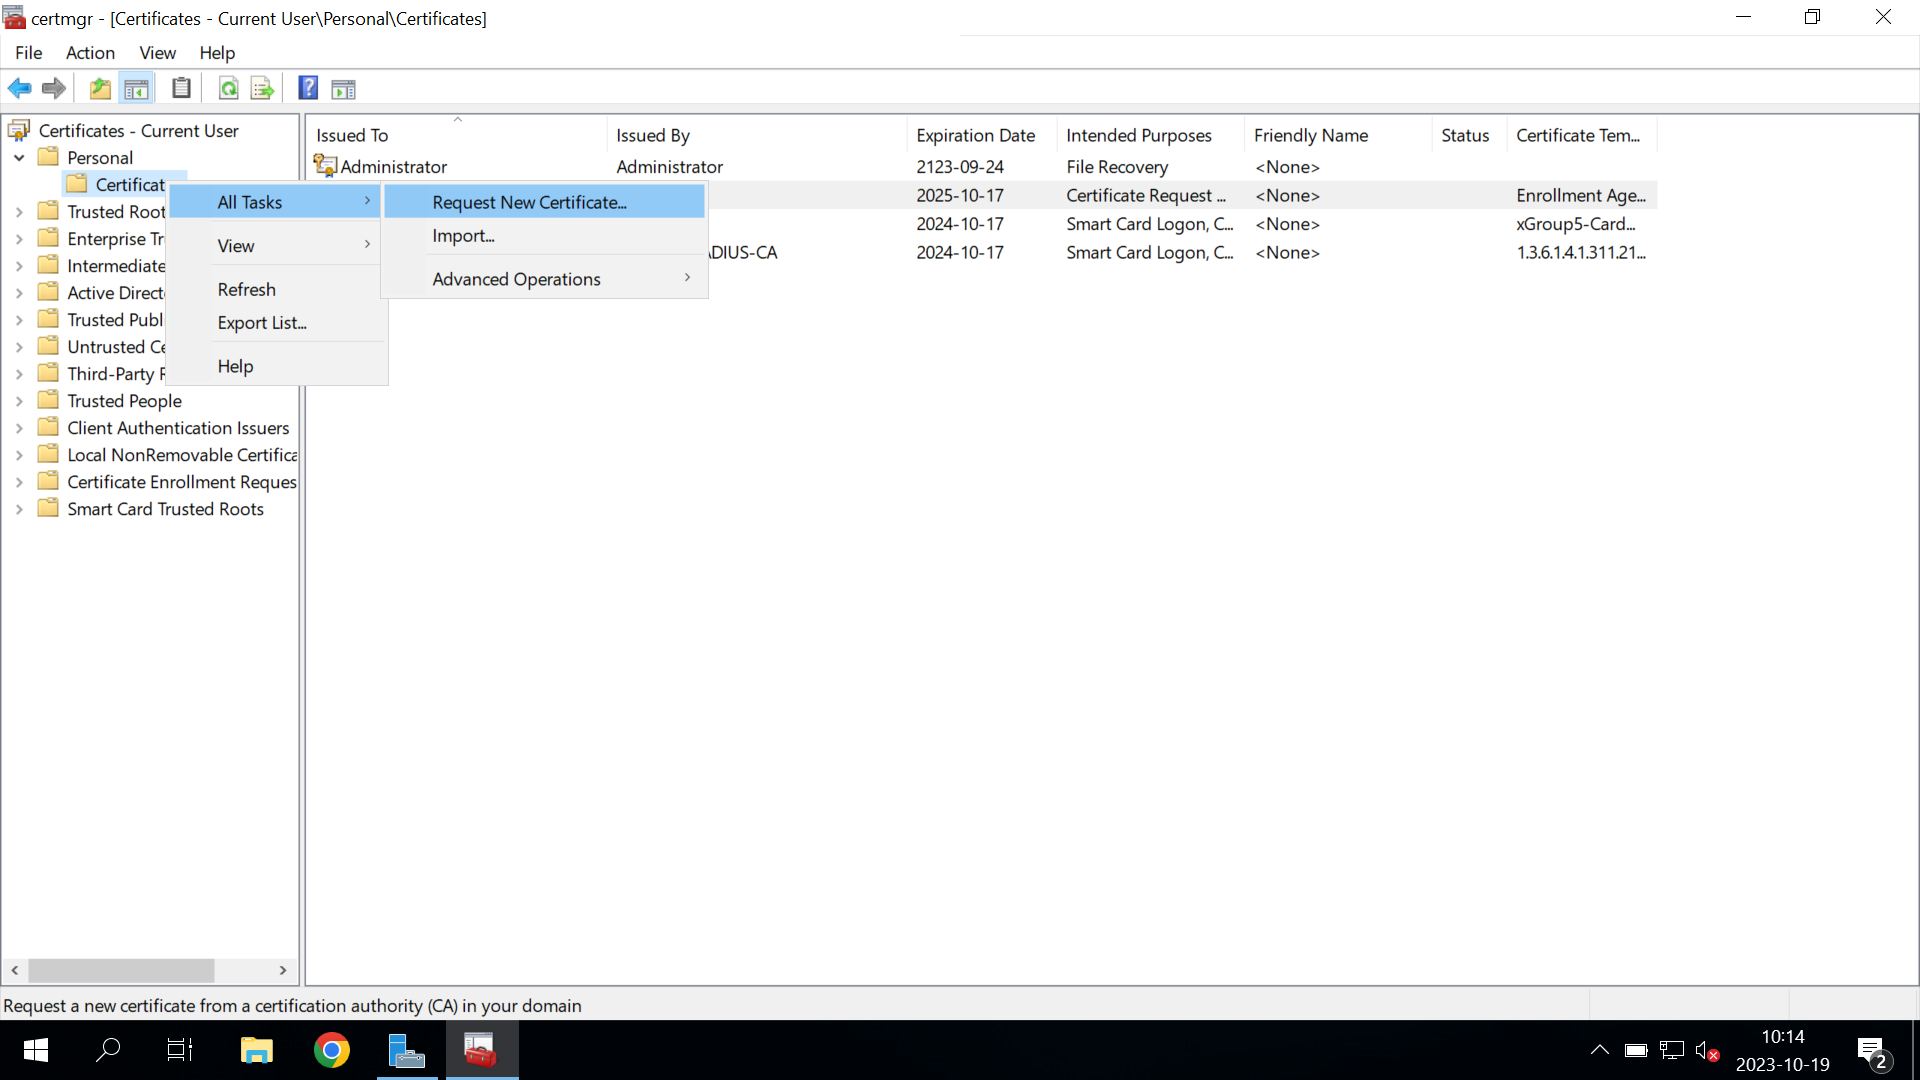 certmgr - [Certificates - Current User\Personal\Certificates]
File Action View Help
Certificates - Current User
Personal
Certificat
Trusted Root
Enterprise Tr
Intermediate
Active Direct
Trusted Publ
Untrusted Ce
Third-Party R
Trusted People
Client Authentication Issuers
Local NonRemovable Certifica
Certificate Enrollment Reques
Smart Card Trusted Roots
All Tasks
View
Refresh
Export List...
Help
Request New Certificate...
Import...
Advanced Operations
Issued To Issued By Expiration Date Intended Purposes Friendly Name Status Certificate Tem...
Administrator Administrator 2123-09-24 File Recovery <None>
2025-10-17 Certificate Request ... <None> Enrollment Age...
2024-10-17 Smart Card Logon, C... <None> xGroup5-Card...
ADIUS-CA 2024-10-17 Smart Card Logon, C... <None> 1.3.6.1.4.1.311.21...
Request a new certificate from a certification authority (CA) in your domain
10:14
2023-10-19
2